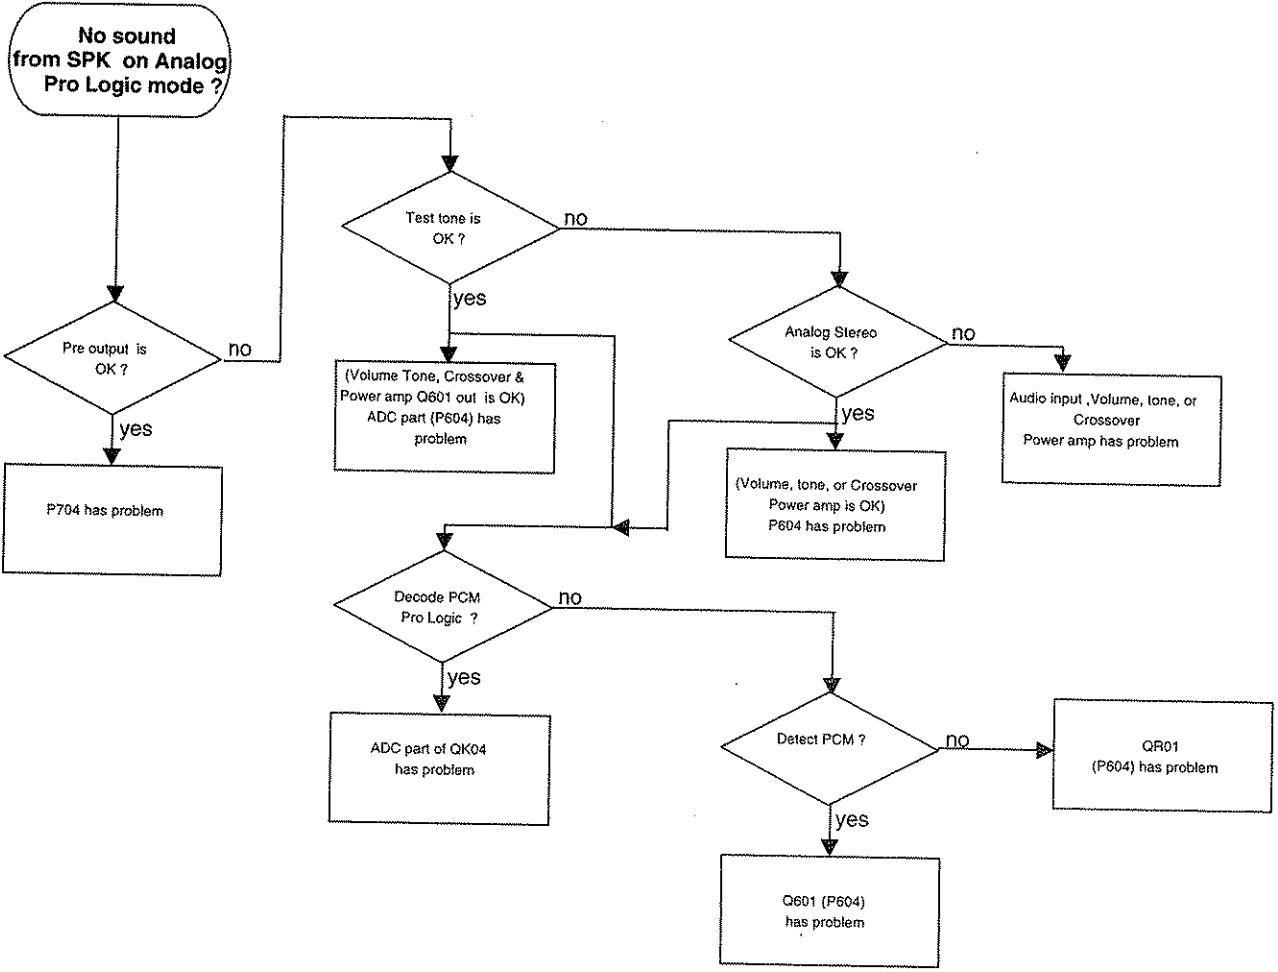 No sound
from SPK on Analog
Pro Logic mode ?
Pre output is
OK ?
no
yes
P704 has problem
Test tone is
OK ?
no
yes
(Volume Tone, Crossover &
Power amp Q601 out is OK)
ADC part (P604) has
problem
Analog Stereo
is OK ?
no
yes
Audio input ,Volume, tone, or
Crossover
Power amp has problem
(Volume, tone, or Crossover
Power amp is OK)
P604 has problem
Decode PCM
Pro Logic ?
no
yes
ADC part of QK04
has problem
Detect PCM ?
no
yes
QR01
(P604) has problem
Q601 (P604)
has problem